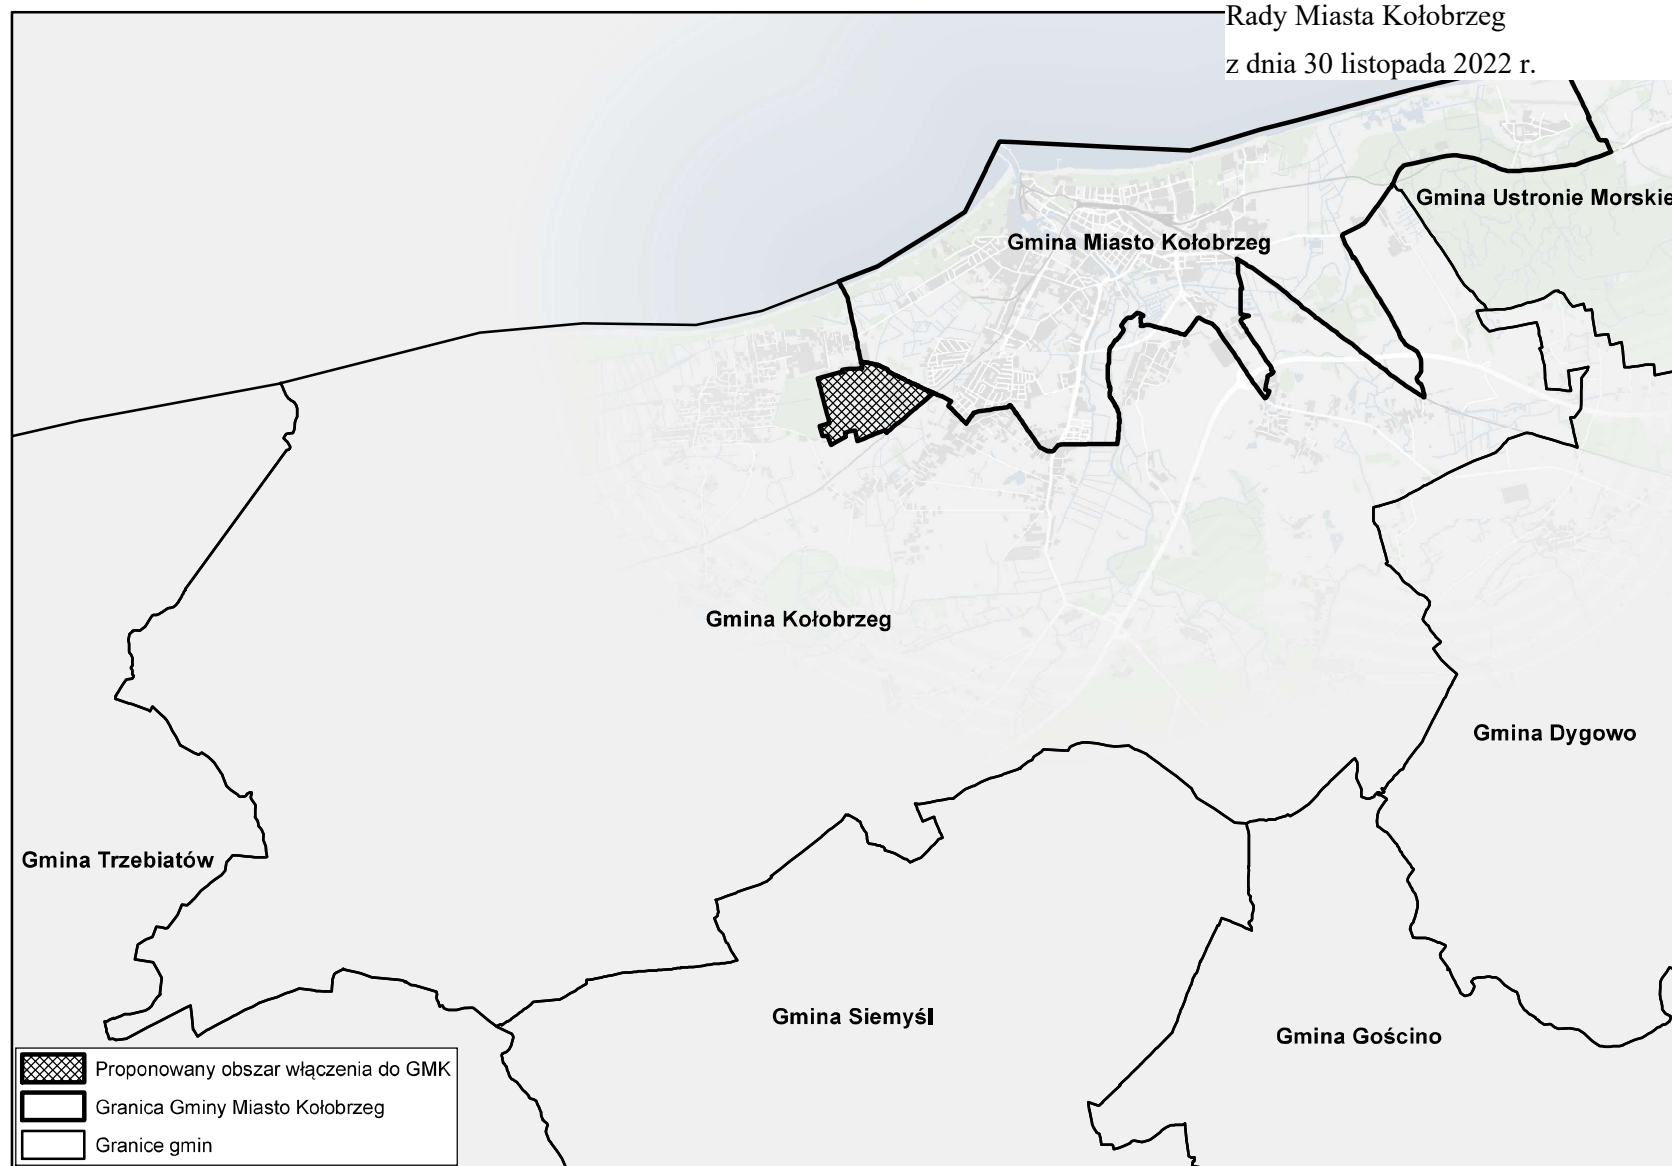 Rady Miasta Kołobrzeg
z dnia 30 listopada 2022 r.
Gmina Ustronie Morskie
Gmina Miasto Kołobrzeg
Gmina Kołobrzeg
Gmina Dygowo
Gmina Trzebiatów
Gmina Siemyśl
Gmina Gościno
Proponowany obszar włączenia do GMK
Granica Gminy Miasto Kołobrzeg
Granice gmin